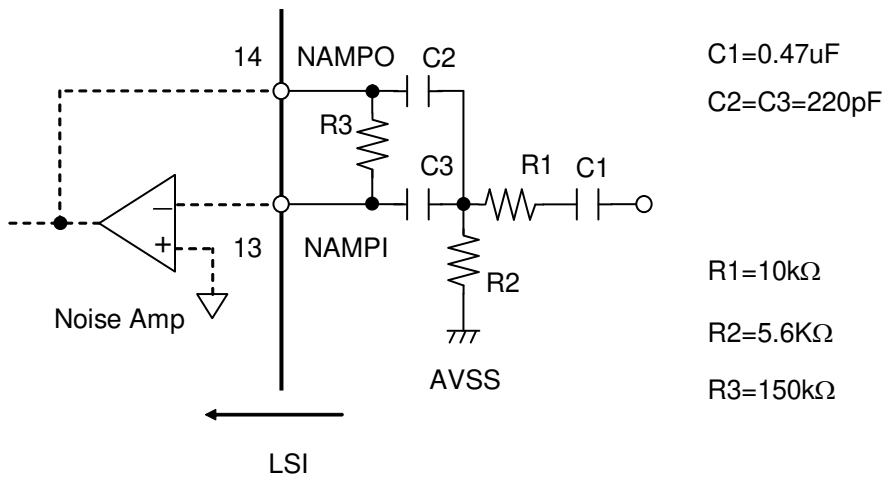 14
NAMPO
C2
R3
C3
R1
C1
13
NAMPI
R2
Noise Amp
AVSS
LSI
C1=0.47uF
C2=C3=220pF
R1=10kΩ
R2=5.6KΩ
R3=150kΩ